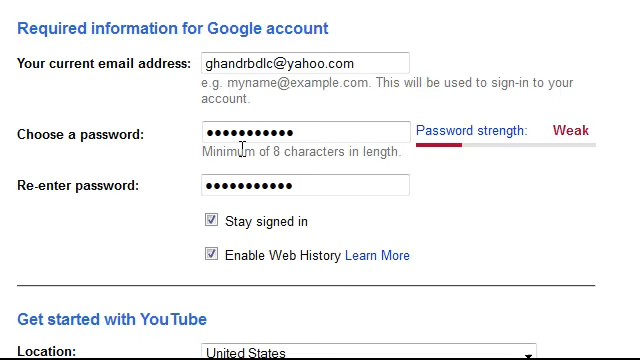 Required information for Google account
Your current email address: ghandrbdlc@yahoo.com
e.g. myname@example.com. This will be used to sign-in to your
account.
Choose a password: ●●●●●●●●●●● Password strength: Weak
Minimum of 8 characters in length.
Re-enter password: ●●●●●●●●●●●
Stay signed in
Enable Web History Learn More
Get started with YouTube
Location: United States